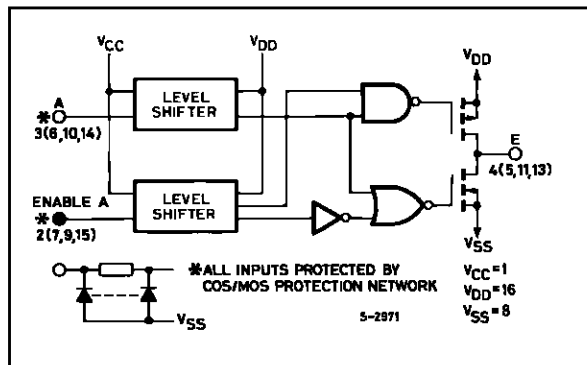 VCC
VDD
VDD
LEVEL
SHIFTER
* A
3(6,10,14)
E
4(5,11,13)
ENABLE A
LEVEL
SHIFTER
*
2(7,9,15)
VSS
*ALL INPUTS PROTECTED BY
COS/MOS PROTECTION NETWORK
VCC=1
VDD=16
VSS=8
VSS
S-2971